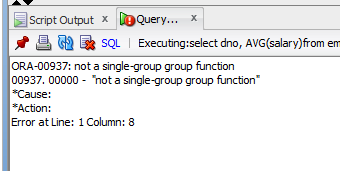 Script Output x
Query... x
SQL | Executing:select dno, AVG(salary)from em
ORA-00937: not a single-group group function
00937. 00000 - "not a single-group group function"
*Cause:
*Action:
Error at Line: 1 Column: 8